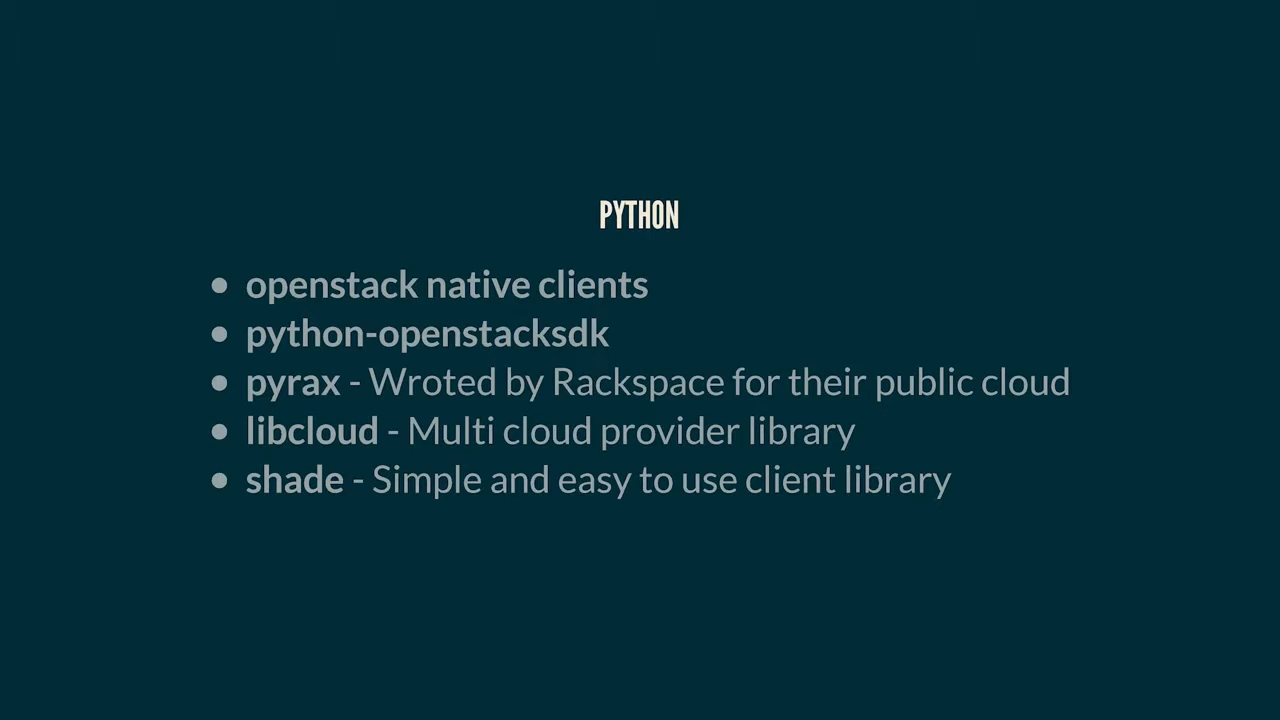 PYTHON
• openstack native clients
• python-openstacksdk
• pyrax - Wroted by Rackspace for their public cloud
• libcloud - Multi cloud provider library
• shade - Simple and easy to use client library